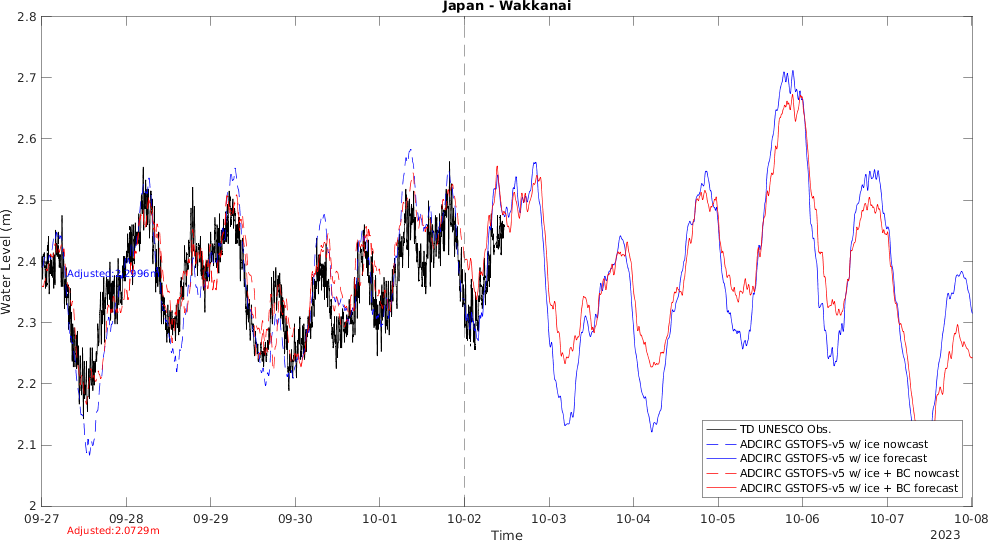 Japan - Wakkanai
2.8
2.7
2.6
2.5
2.4
2.3
2.2
2.1
2
Water Level (m)
Adjusted:2.2996m
TD UNESCO Obs.
ADCIRC GSTOFS-v5 w/ ice nowcast
ADCIRC GSTOFS-v5 w/ ice forecast
ADCIRC GSTOFS-v5 w/ ice + BC nowcast
ADCIRC GSTOFS-v5 w/ ice + BC forecast
09-27 09-28 09-29 09-30 10-01 10-02 10-03 10-04 10-05 10-06 10-07 10-08
Adjusted:2.0729m
Time
2023